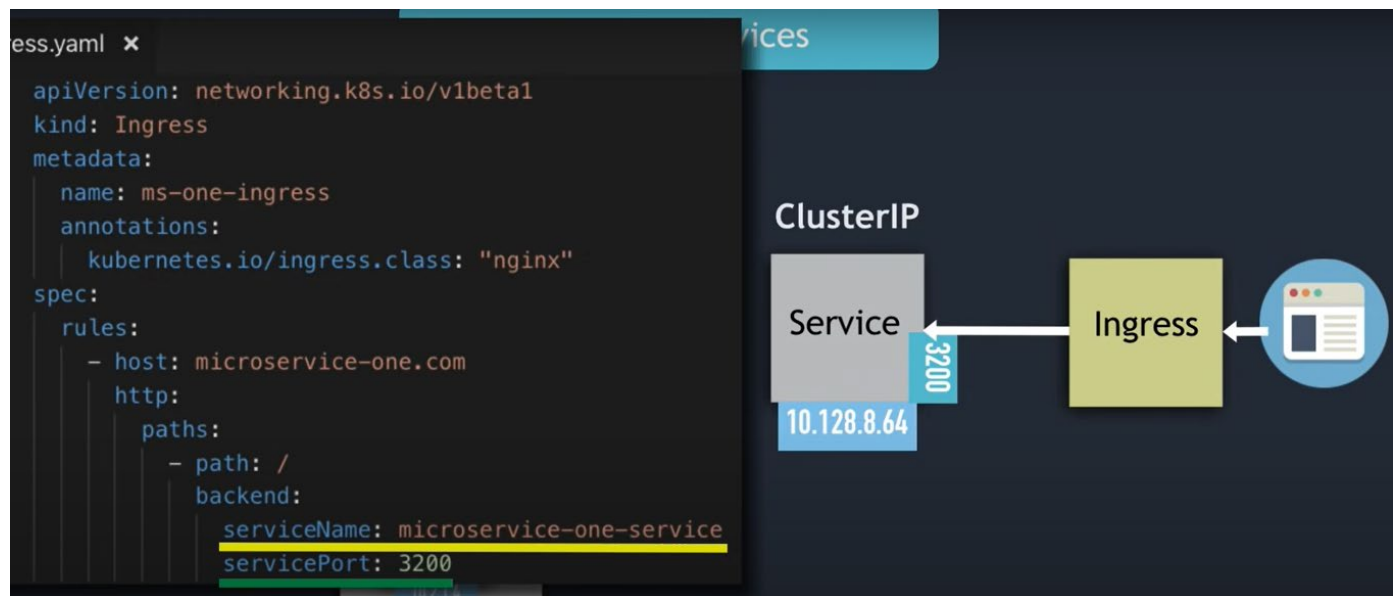 ess.yaml ×
vices
apiVersion: networking.k8s.io/v1beta1
kind: Ingress
metadata:
name: ms-one-ingress
annotations:
kubernetes.io/ingress.class: "nginx"
spec:
rules:
- host: microservice-one.com
http:
paths:
- path: /
backend:
serviceName: microservice-one-service
servicePort: 3200
ClusterIP
Service
3200
10.128.8.64
Ingress